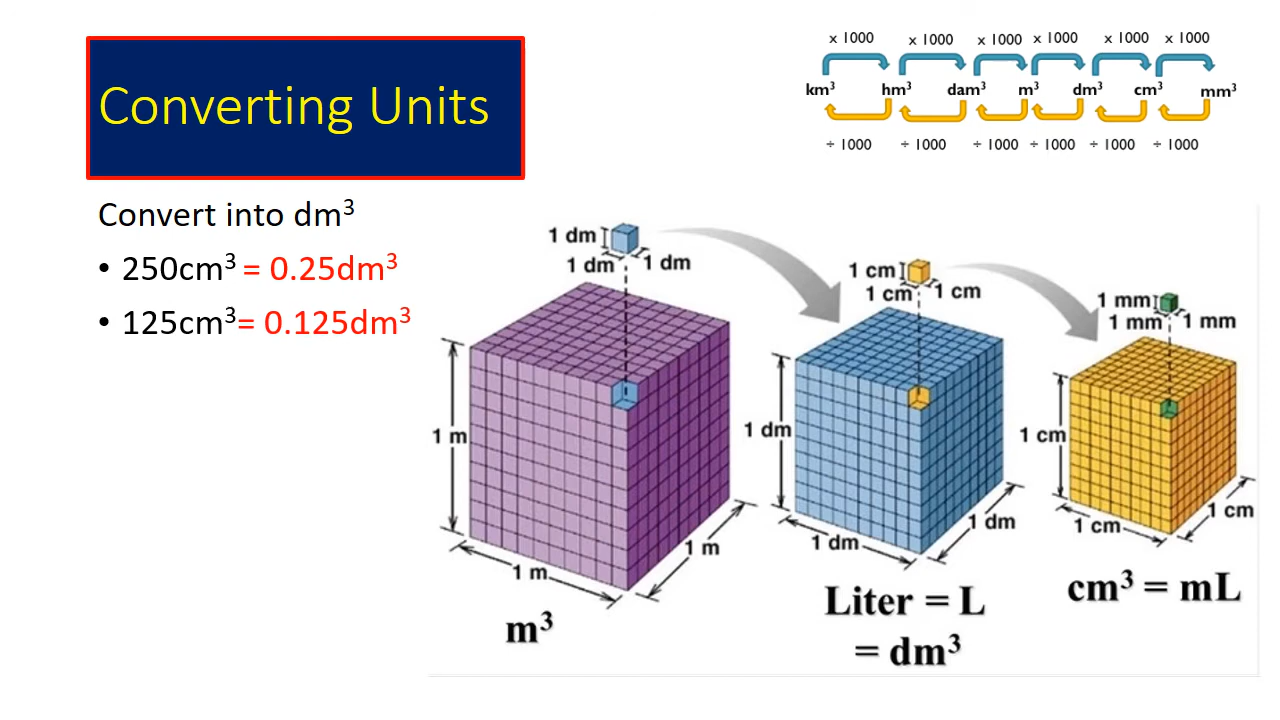 Converting Units
x 1000 x 1000 x 1000 x 1000 x 1000 x 1000
km³ hm³ dam³ m³ dm³ cm³ mm³
÷ 1000 ÷ 1000 ÷ 1000 ÷ 1000 ÷ 1000 ÷ 1000
Convert into dm³
• 250cm³ = 0.25dm³
• 125cm³= 0.125dm³
1 dm
1 dm 1 dm
1 m
1 m
1 m
m³
1 cm
1 cm 1 cm
1 dm
1 dm
1 dm
Liter = L
= dm³
1 mm
1 mm 1 mm
1 cm
1 cm
1 cm
cm³ = mL